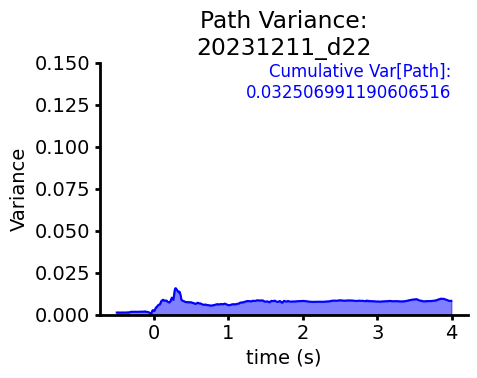 Path Variance:
20231211_d22
Cumulative Var[Path]:
0.032506991190606516
0.150
0.125
0.100
0.075
0.050
0.025
0.000
Variance
0 1 2 3 4
time (s)